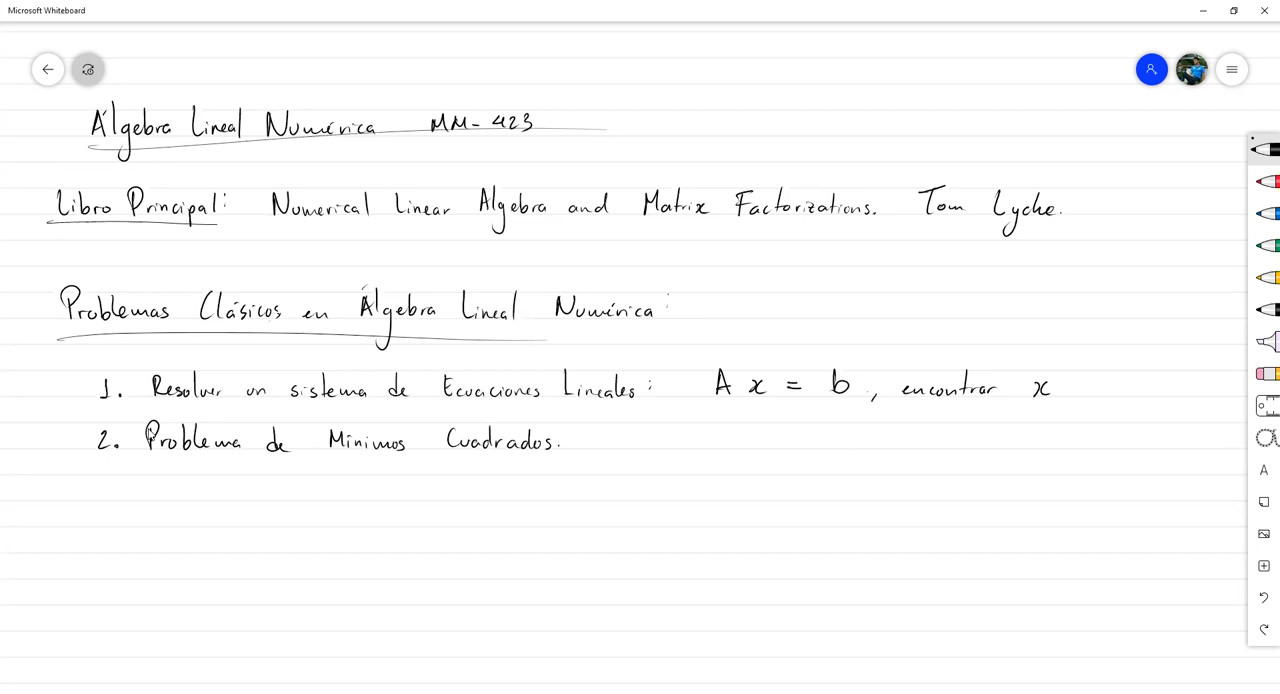 Microsoft Whiteboard
Álgebra Lineal Numérica MM-423
Libro Principal: Numerical Linear Algebra and Matrix Factorizations. Tom Lyche.
Problemas Clásicos en Álgebra Lineal Numérica:
1. Resolver un sistema de Ecuaciones Lineales: A x = b, encontrar x
2. Problema de Mínimos Cuadrados.
A